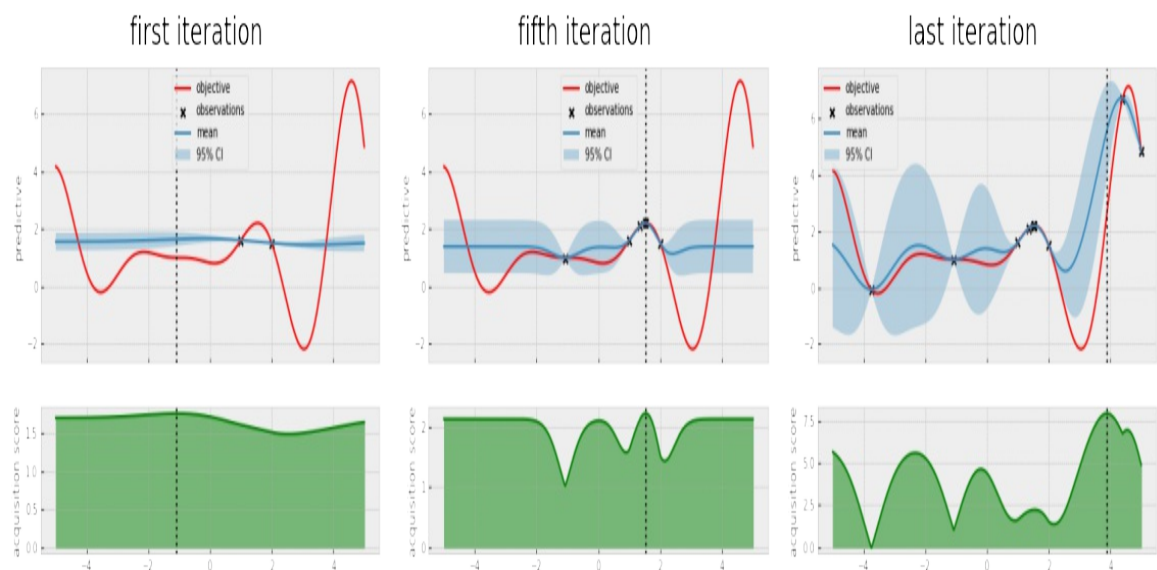 first iteration
fifth iteration
last iteration
objective
observations
mean
95% CI
objective
observations
mean
95% CI
objective
observations
mean
95% CI
predictive
6
4
2
0
−2
predictive
6
4
2
0
−2
predictive
6
4
2
0
−2
acquisition score
1.5
1.0
0.5
0.0
acquisition score
2
1
0
acquisition score
7.5
5.0
2.5
0.0
−4 −2 0 2 4
−4 −2 0 2 4
−4 −2 0 2 4